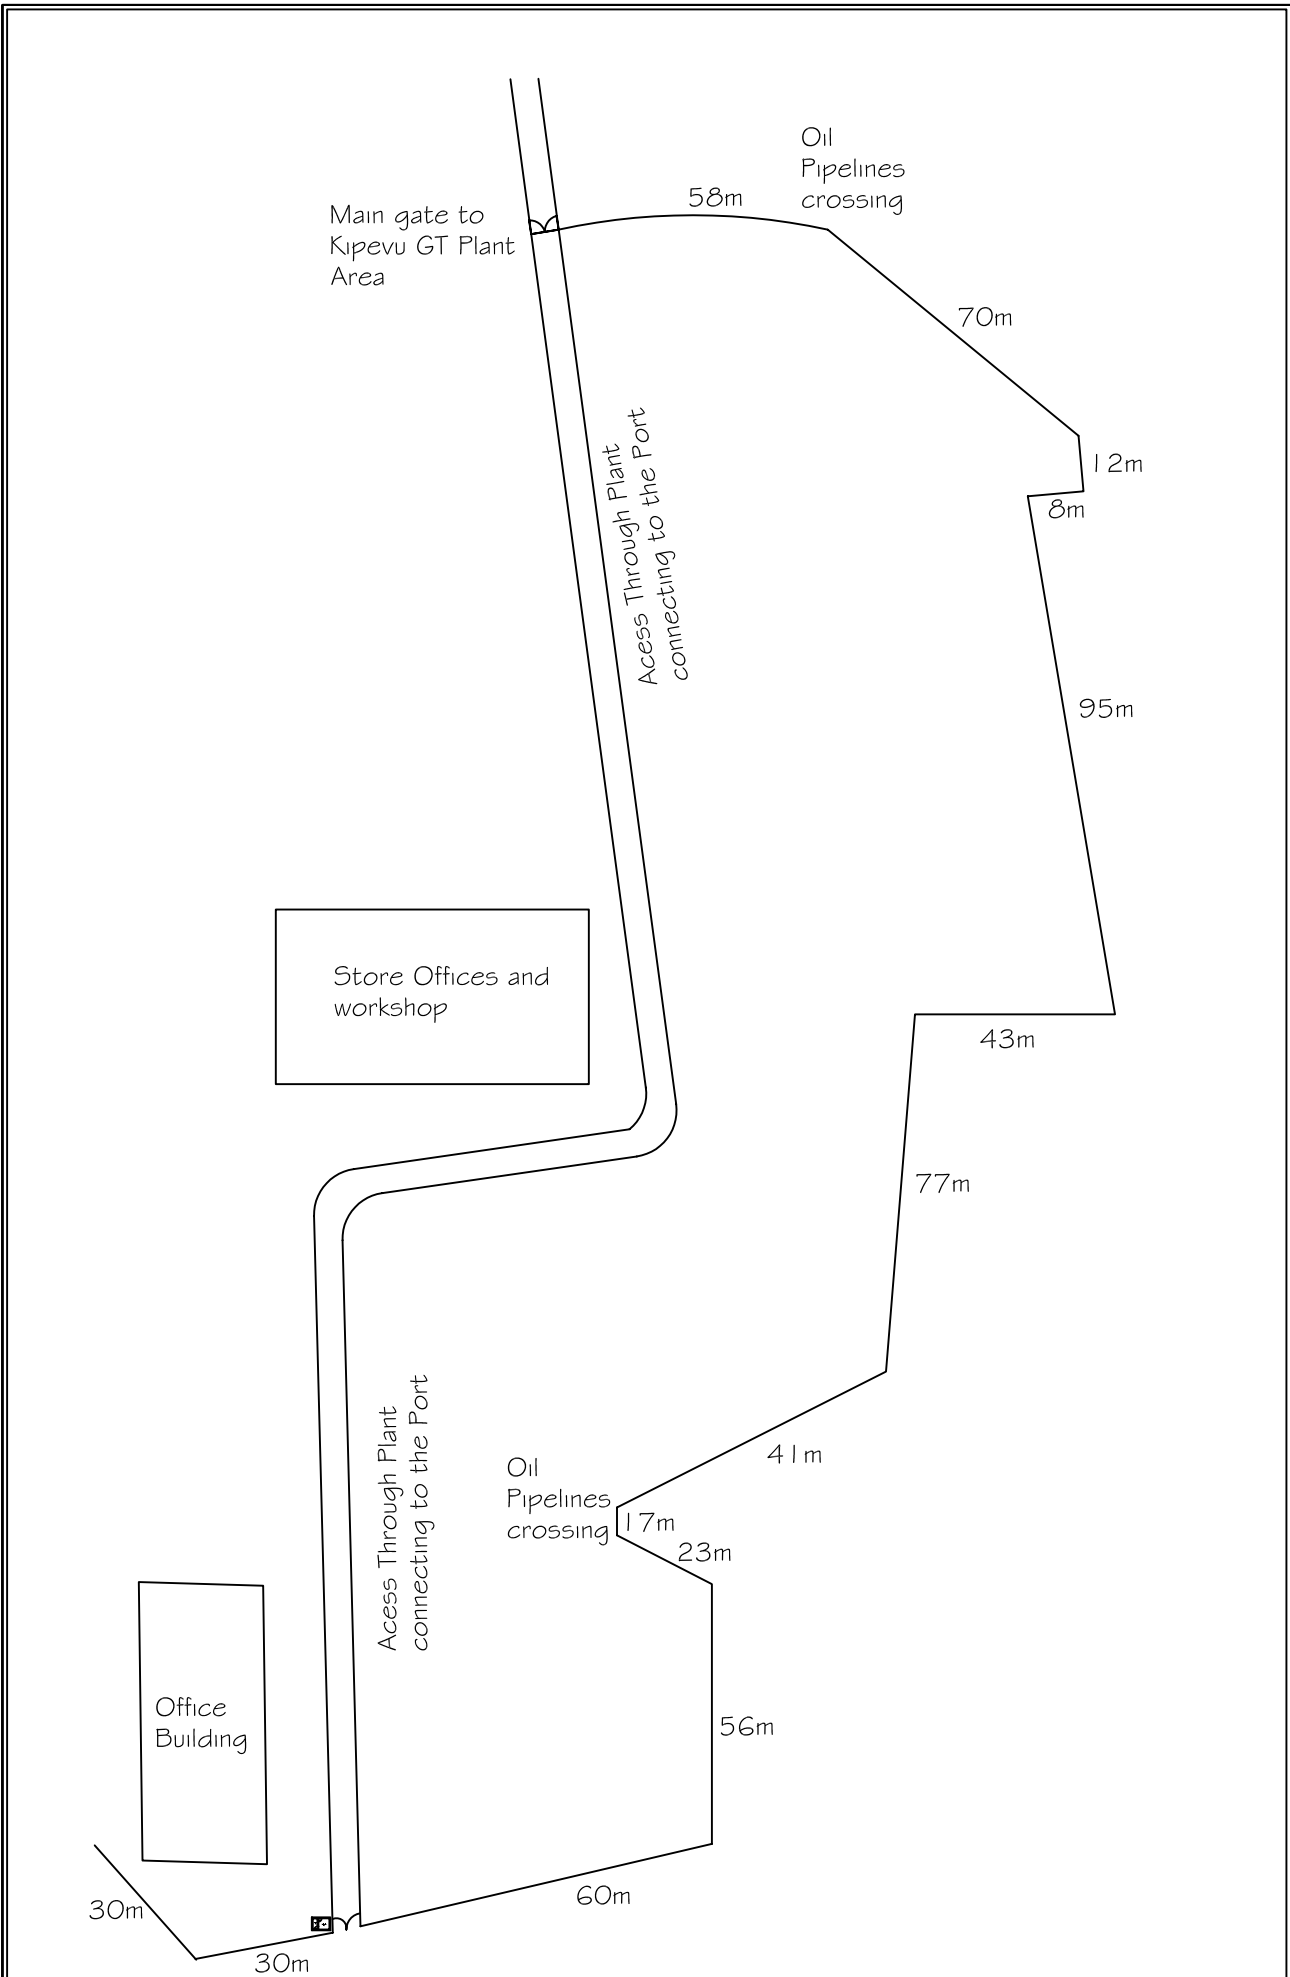 Oil
Pipelines
crossing
58m
Main gate to
Kipevu GT Plant
Area
70m
12m
8m
Acess Through Plant
connecting to the Port
95m
Store Offices and
workshop
43m
77m
Acess Through Plant
connecting to the Port
41m
Oil
Pipelines
crossing
17m
23m
Office
Building
56m
60m
30m
30m